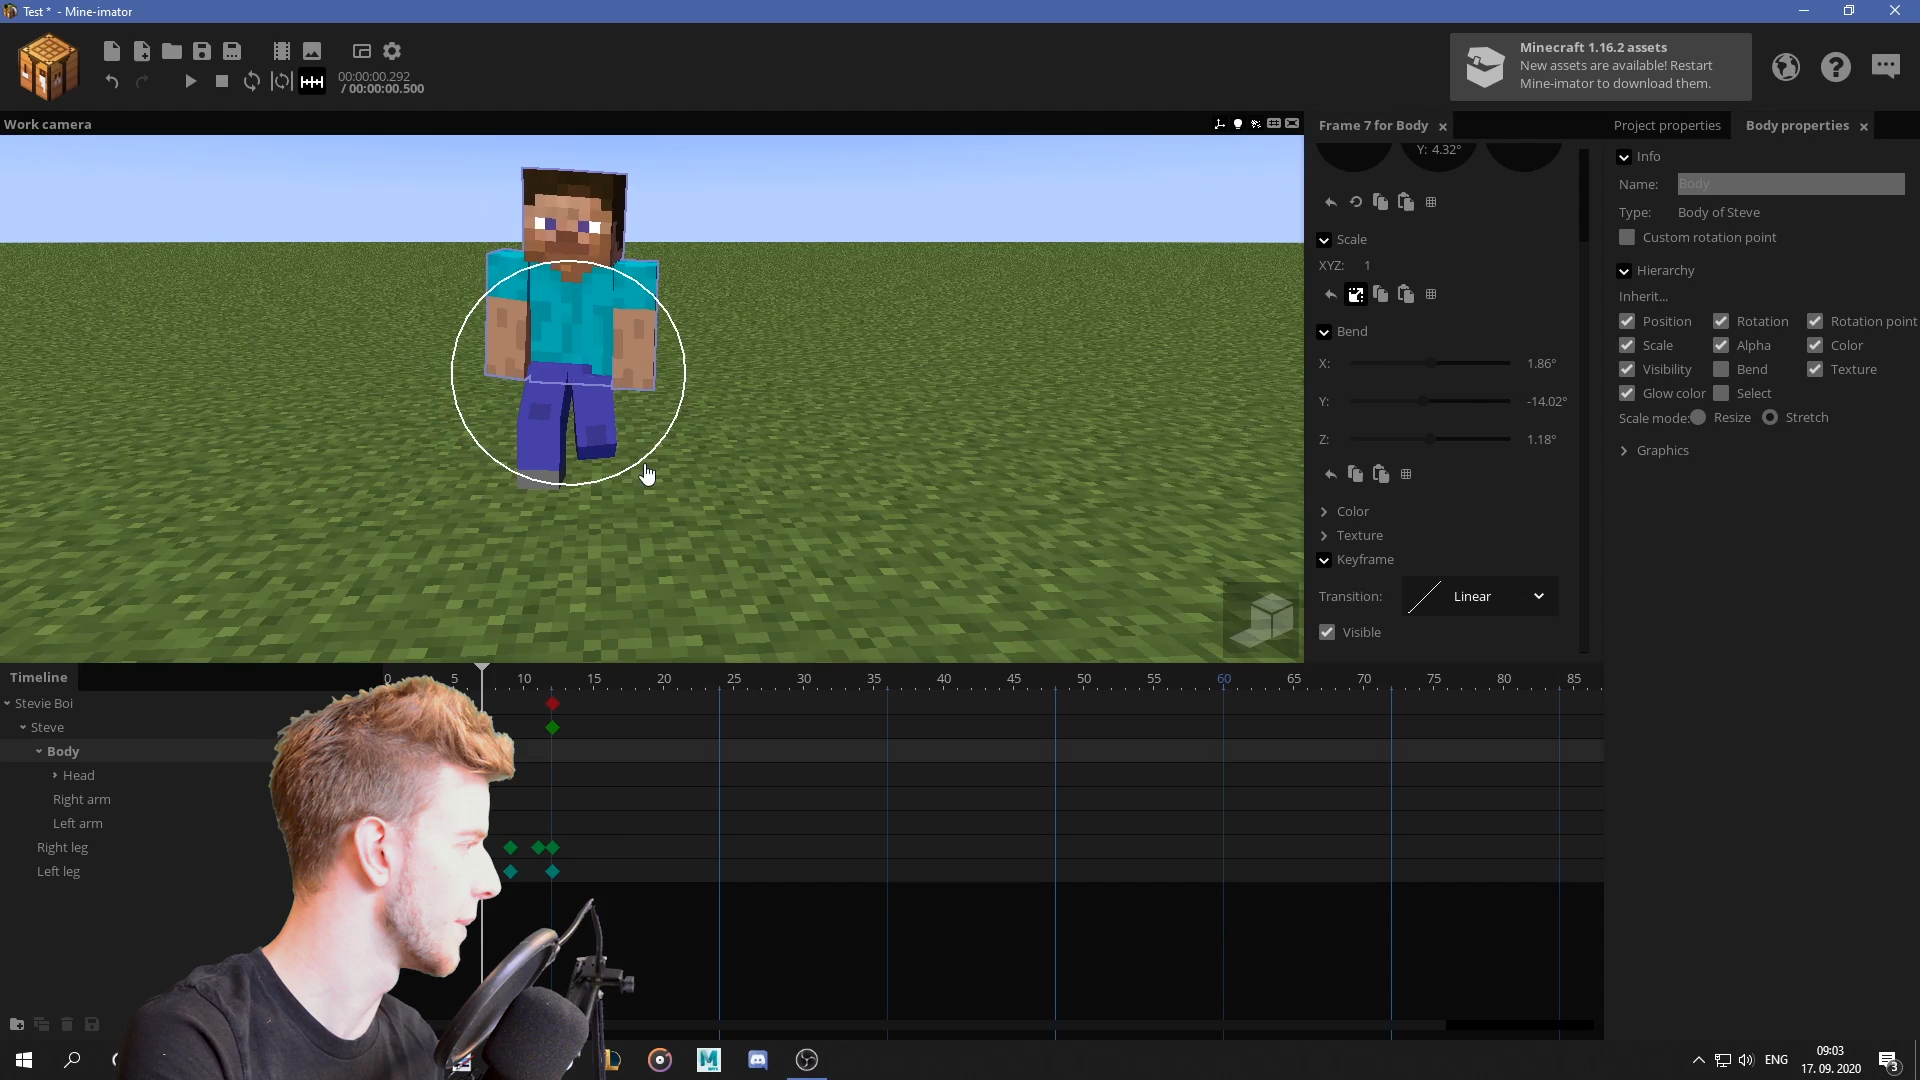 Test * - Mine-imator
00:00:00.292
/ 00:00:00.500
Minecraft 1.16.2 assets
New assets are available! Restart
Mine-imator to download them.
Work camera
Frame 7 for Body
Project properties
Body properties
Y: 4.32°
Scale
XYZ: 1
Bend
X: 1.86°
Y: -14.02°
Z: 1.18°
Color
Texture
Keyframe
Transition: Linear
Visible
Info
Name: Body
Type: Body of Steve
Custom rotation point
Hierarchy
Inherit...
Position Rotation Rotation point
Scale Alpha Color
Visibility Bend Texture
Glow color Select
Scale mode: Resize Stretch
Graphics
Timeline
0 5 10 15 20 25 30 35 40 45 50 55 60 65 70 75 80 85
Stevie Boi
Steve
Body
Head
Right arm
Left arm
Right leg
Left leg
ENG
09:03
17. 09. 2020
3